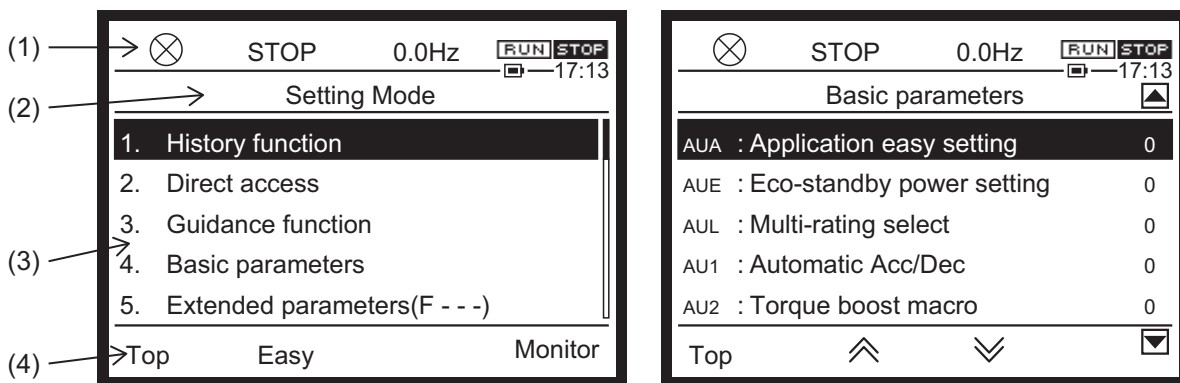 (1)
STOP 0.0Hz RUN STOP
17:13
(2)
Setting Mode
1. History function
2. Direct access
3. Guidance function
(3)
4. Basic parameters
5. Extended parameters(F - - -)
(4)
Top Easy Monitor
STOP 0.0Hz RUN STOP
17:13
Basic parameters
AUA : Application easy setting 0
AUE : Eco-standby power setting 0
AUL : Multi-rating select 0
AU1 : Automatic Acc/Dec 0
AU2 : Torque boost macro 0
Top